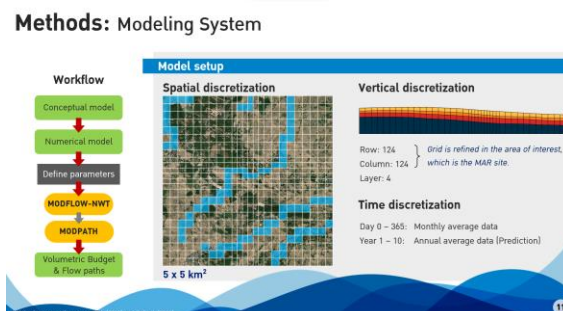 Methods: Modeling System
Model setup
Workflow
Conceptual model
Numerical model
Define parameters
MODFLOW-NWT
MODPATH
Volumetric Budget
& Flow paths
Spatial discretization
5 x 5 km²
Vertical discretization
Row: 124
Column: 124
Layer: 4
Grid is refined in the area of interest,
which is the MAR site.
Time discretization
Day 0 – 365: Monthly average data
Year 1 – 10: Annual average data (Prediction)